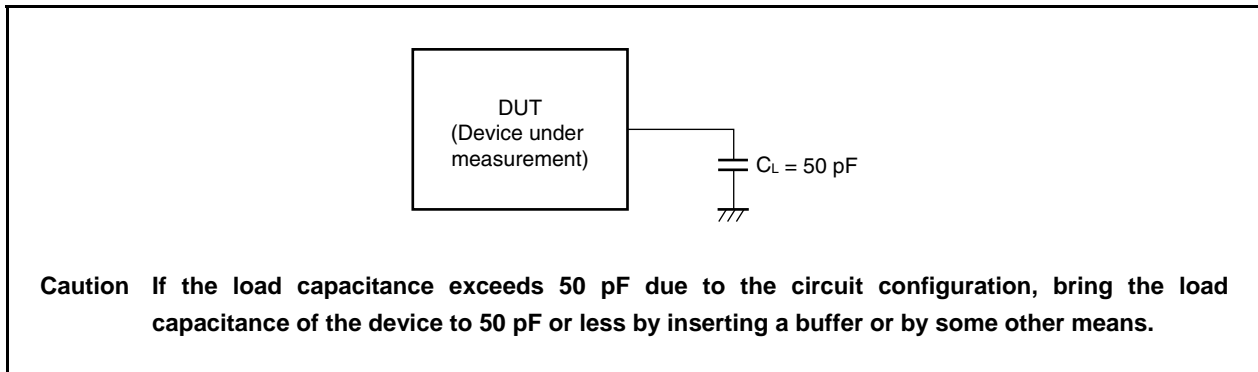 DUT
(Device under
measurement)
CL = 50 pF
Caution If the load capacitance exceeds 50 pF due to the circuit configuration, bring the load
capacitance of the device to 50 pF or less by inserting a buffer or by some other means.